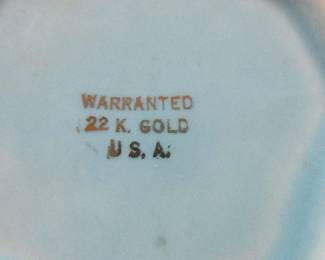 WARRANTED
22 K. GOLD
U S. A.